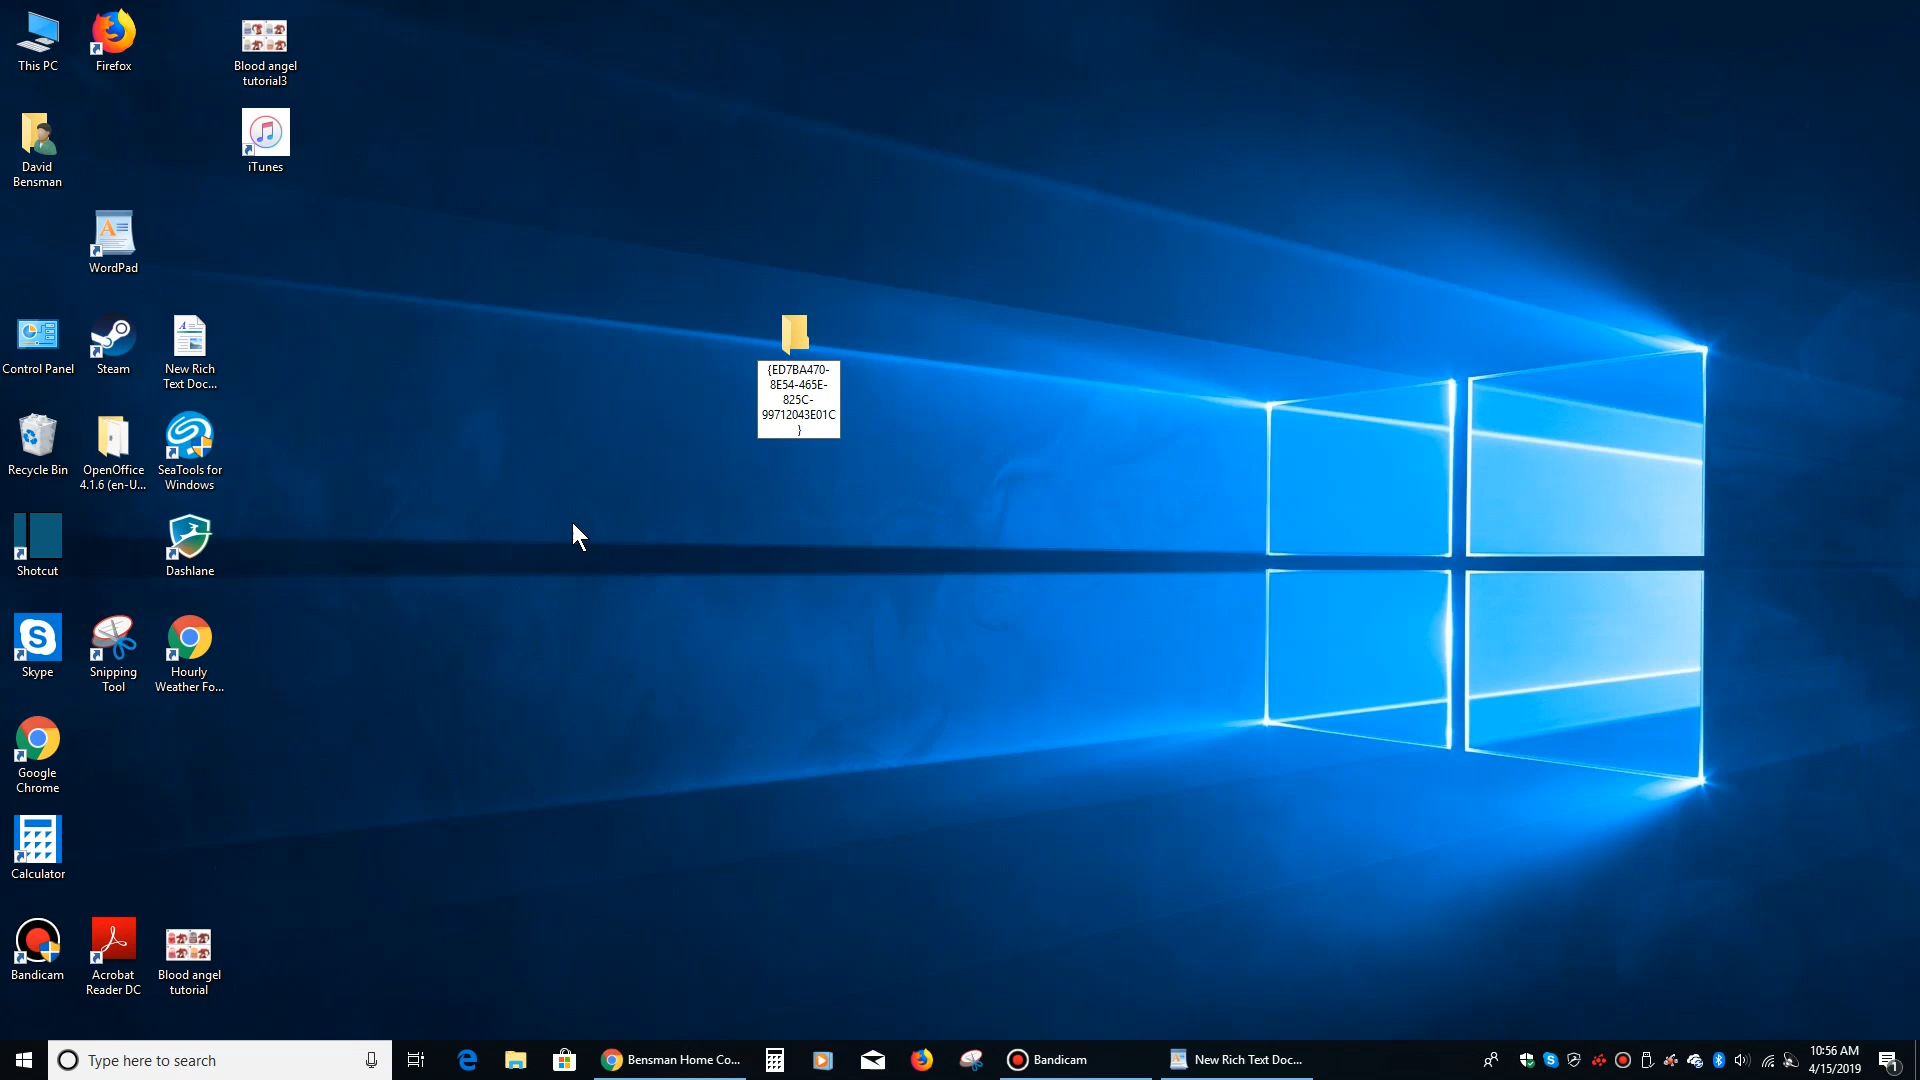 This PC
Firefox
Blood angel
tutorial3
David
Bensman
iTunes
WordPad
Control Panel
Steam
New Rich
Text Doc...
{ED7BA470-
8E54-465E-
825C-
99712043E01C
}
Recycle Bin
OpenOffice
4.1.6 (en-U...
SeaTools for
Windows
Shotcut
Dashlane
Skype
Snipping
Tool
Hourly
Weather Fo...
Google
Chrome
Calculator
Bandicam
Acrobat
Reader DC
Blood angel
tutorial
Type here to search
Bensman Home Co...
Bandicam
New Rich Text Doc...
10:56 AM
4/15/2019
1